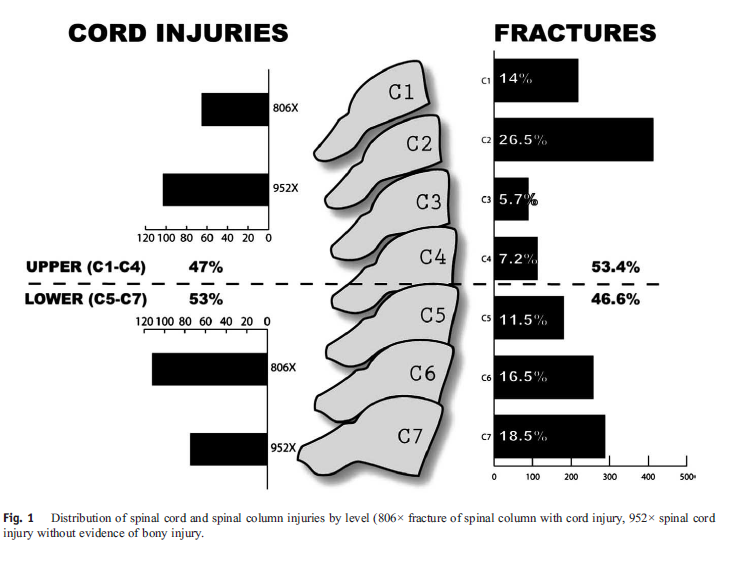 CORD INJURIES
FRACTURES
806X
952X
120 100 80 60 40 20 0
UPPER (C1-C4) 47%
LOWER (C5-C7) 53%
120 100 80 60 40 20 0
806X
952X
C1
C2
C3
C4
C5
C6
C7
C1 14%
C2 26.5%
C3 5.7%
C4 7.2%
53.4%
46.6%
C5 11.5%
C6 16.5%
C7 18.5%
0 100 200 300 400 500
Fig. 1 Distribution of spinal cord and spinal column injuries by level (806× fracture of spinal column with cord injury, 952× spinal cord
injury without evidence of bony injury.